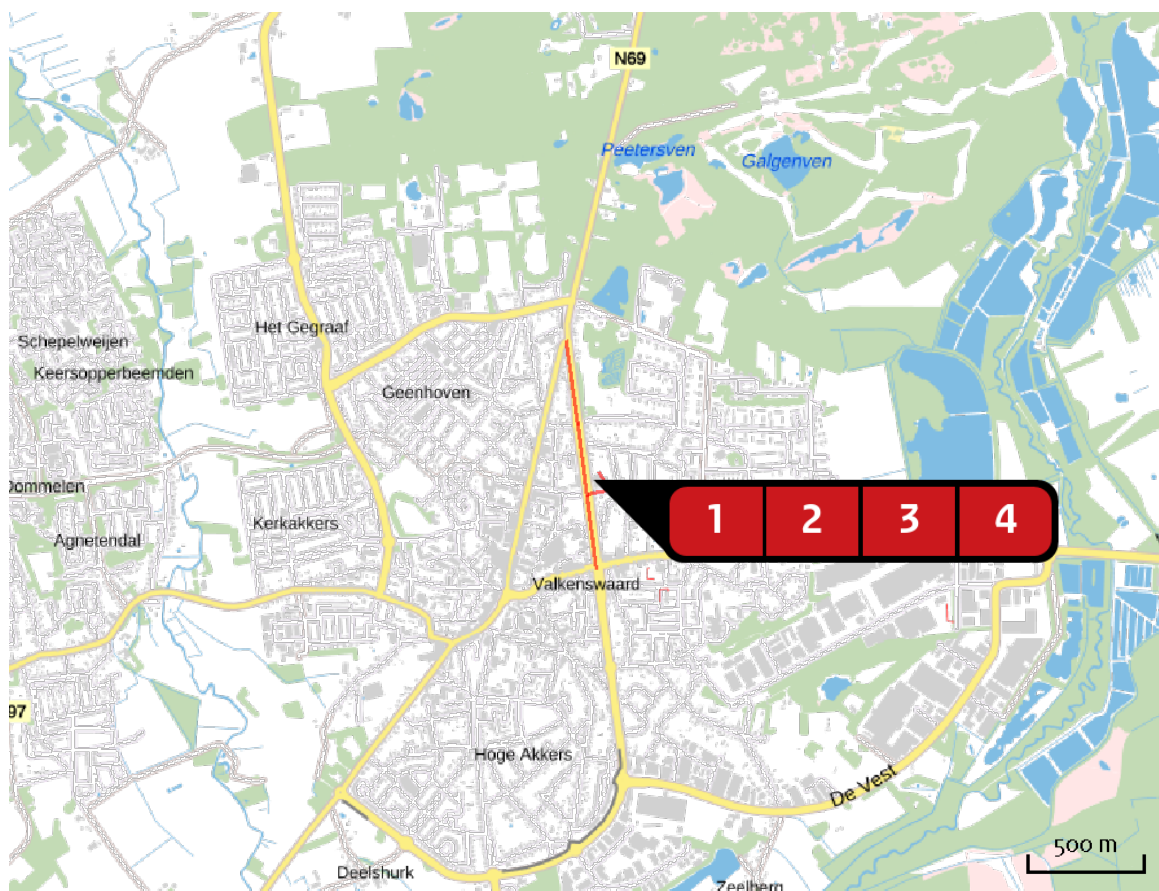 N69
Peetersven
Galgenven
Het Gegraaf
Schepelweijen
Keersopperbeemden
Geenhoven
Dommelen
1 2 3 4
Kerkakkers
Agnetendal
Valkenswaard
97
Hoge Akkers
De Vest
500 m
Deelshurk
Zeelberg